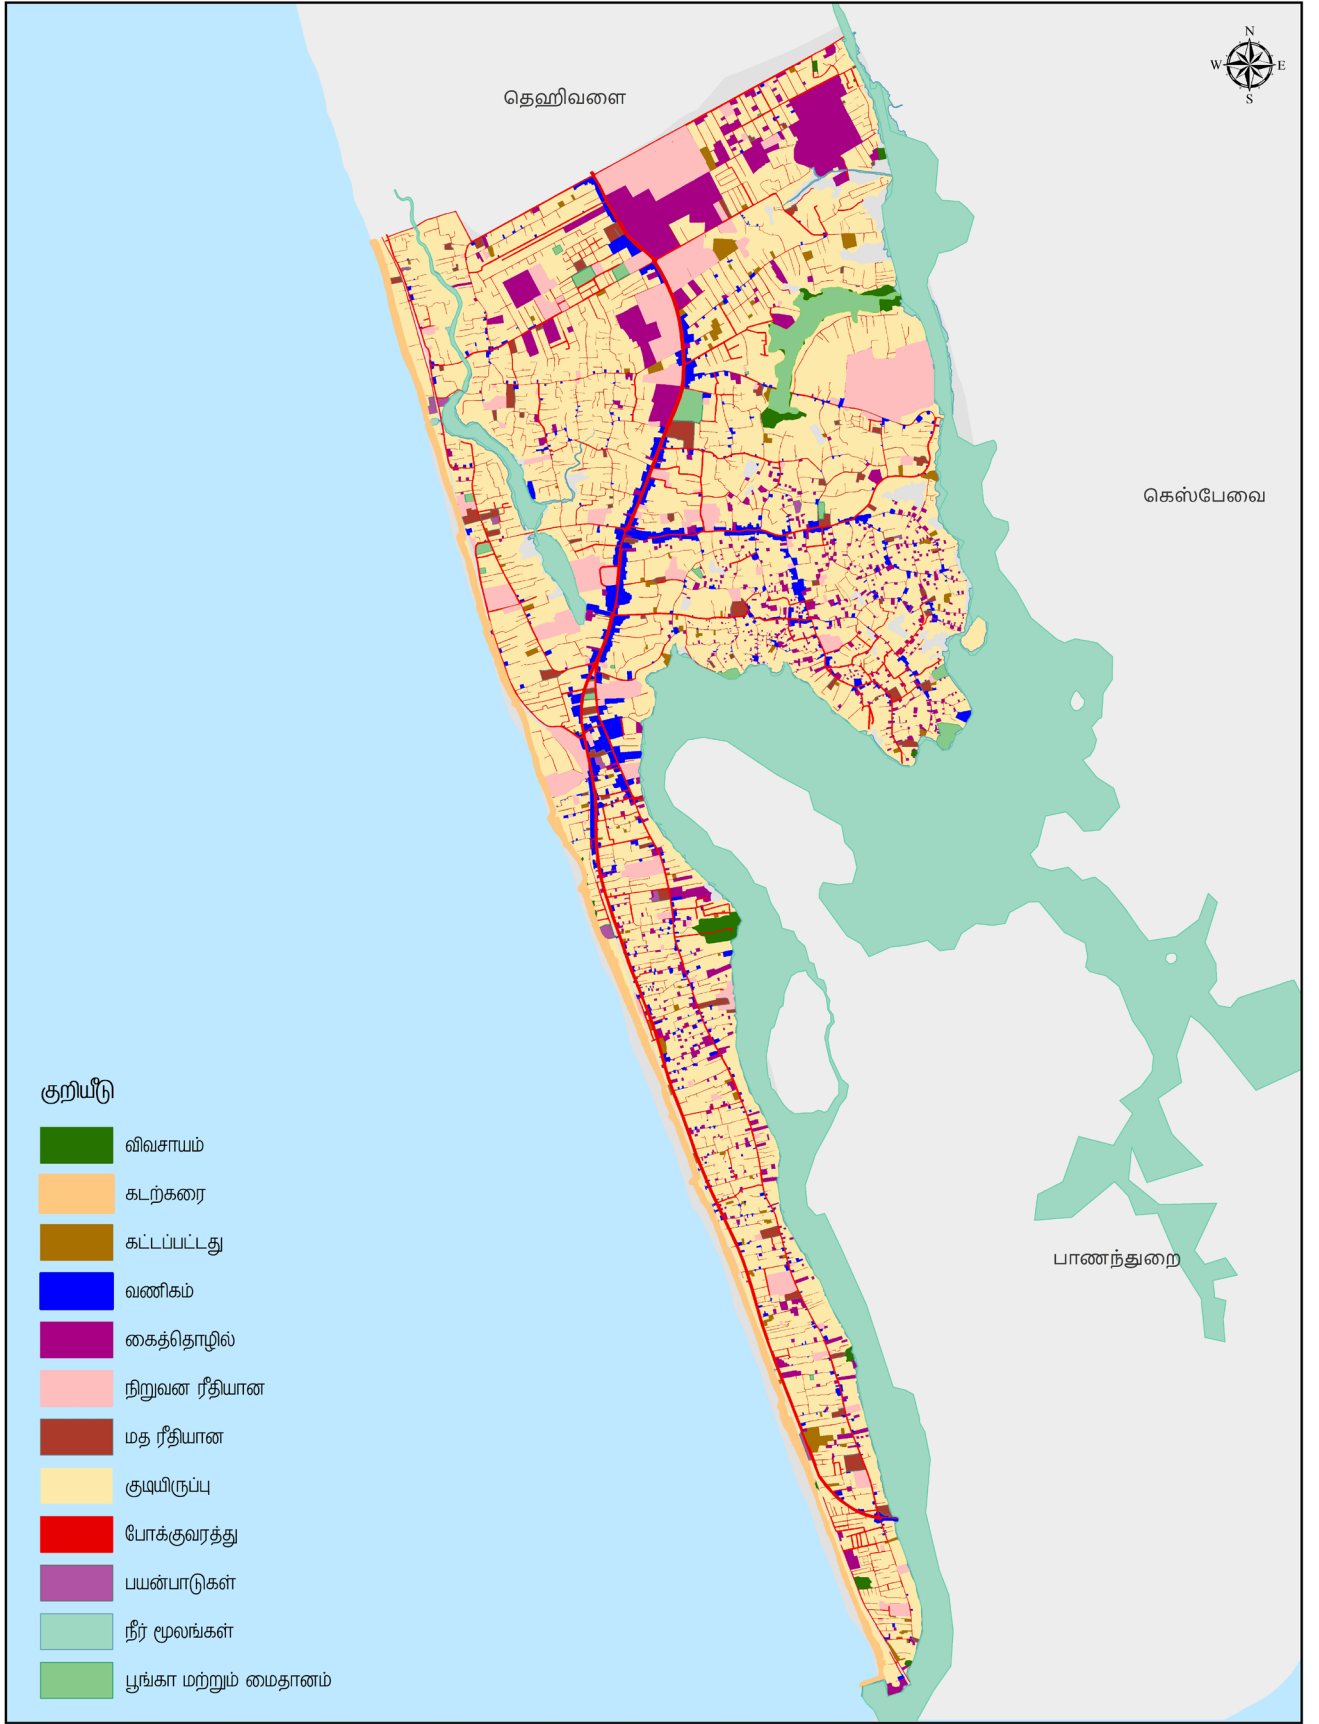 N
W E
S
தெஹிவளை
கெஸ்பேவை
பாணந்துறை
குறியீடு
விவசாயம்
கடற்கரை
கட்டப்பட்டது
வணிகம்
கைத்தொழில்
நிறுவன ரீதியான
மத ரீதியான
குடியிருப்பு
போக்குவரத்து
பயன்பாடுகள்
நீர் மூலங்கள்
பூங்கா மற்றும் மைதானம்